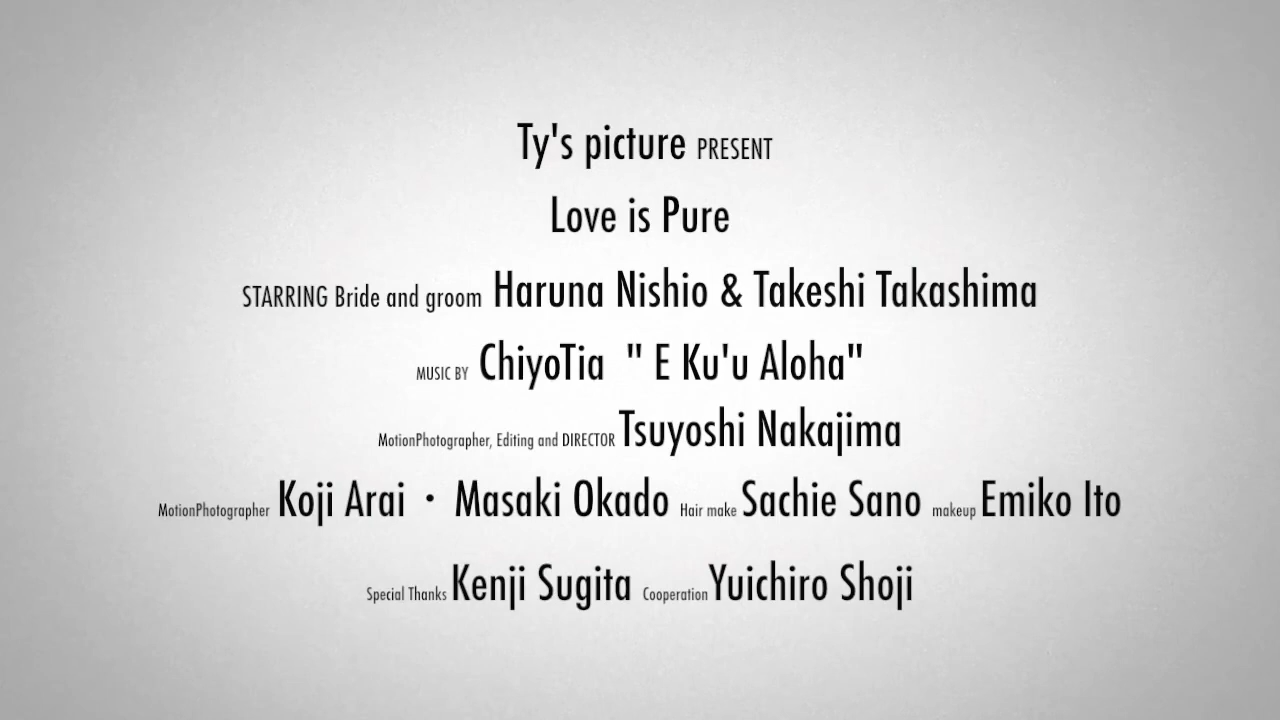 Ty's picture PRESENT
Love is Pure
STARRING Bride and groom Haruna Nishio & Takeshi Takashima
MUSIC BY ChiyoTia " E Ku'u Aloha"
MotionPhotographer, Editing and DIRECTOR Tsuyoshi Nakajima
MotionPhotographer Koji Arai ・ Masaki Okado Hair make Sachie Sano makeup Emiko Ito
Special Thanks Kenji Sugita Cooperation Yuichiro Shoji